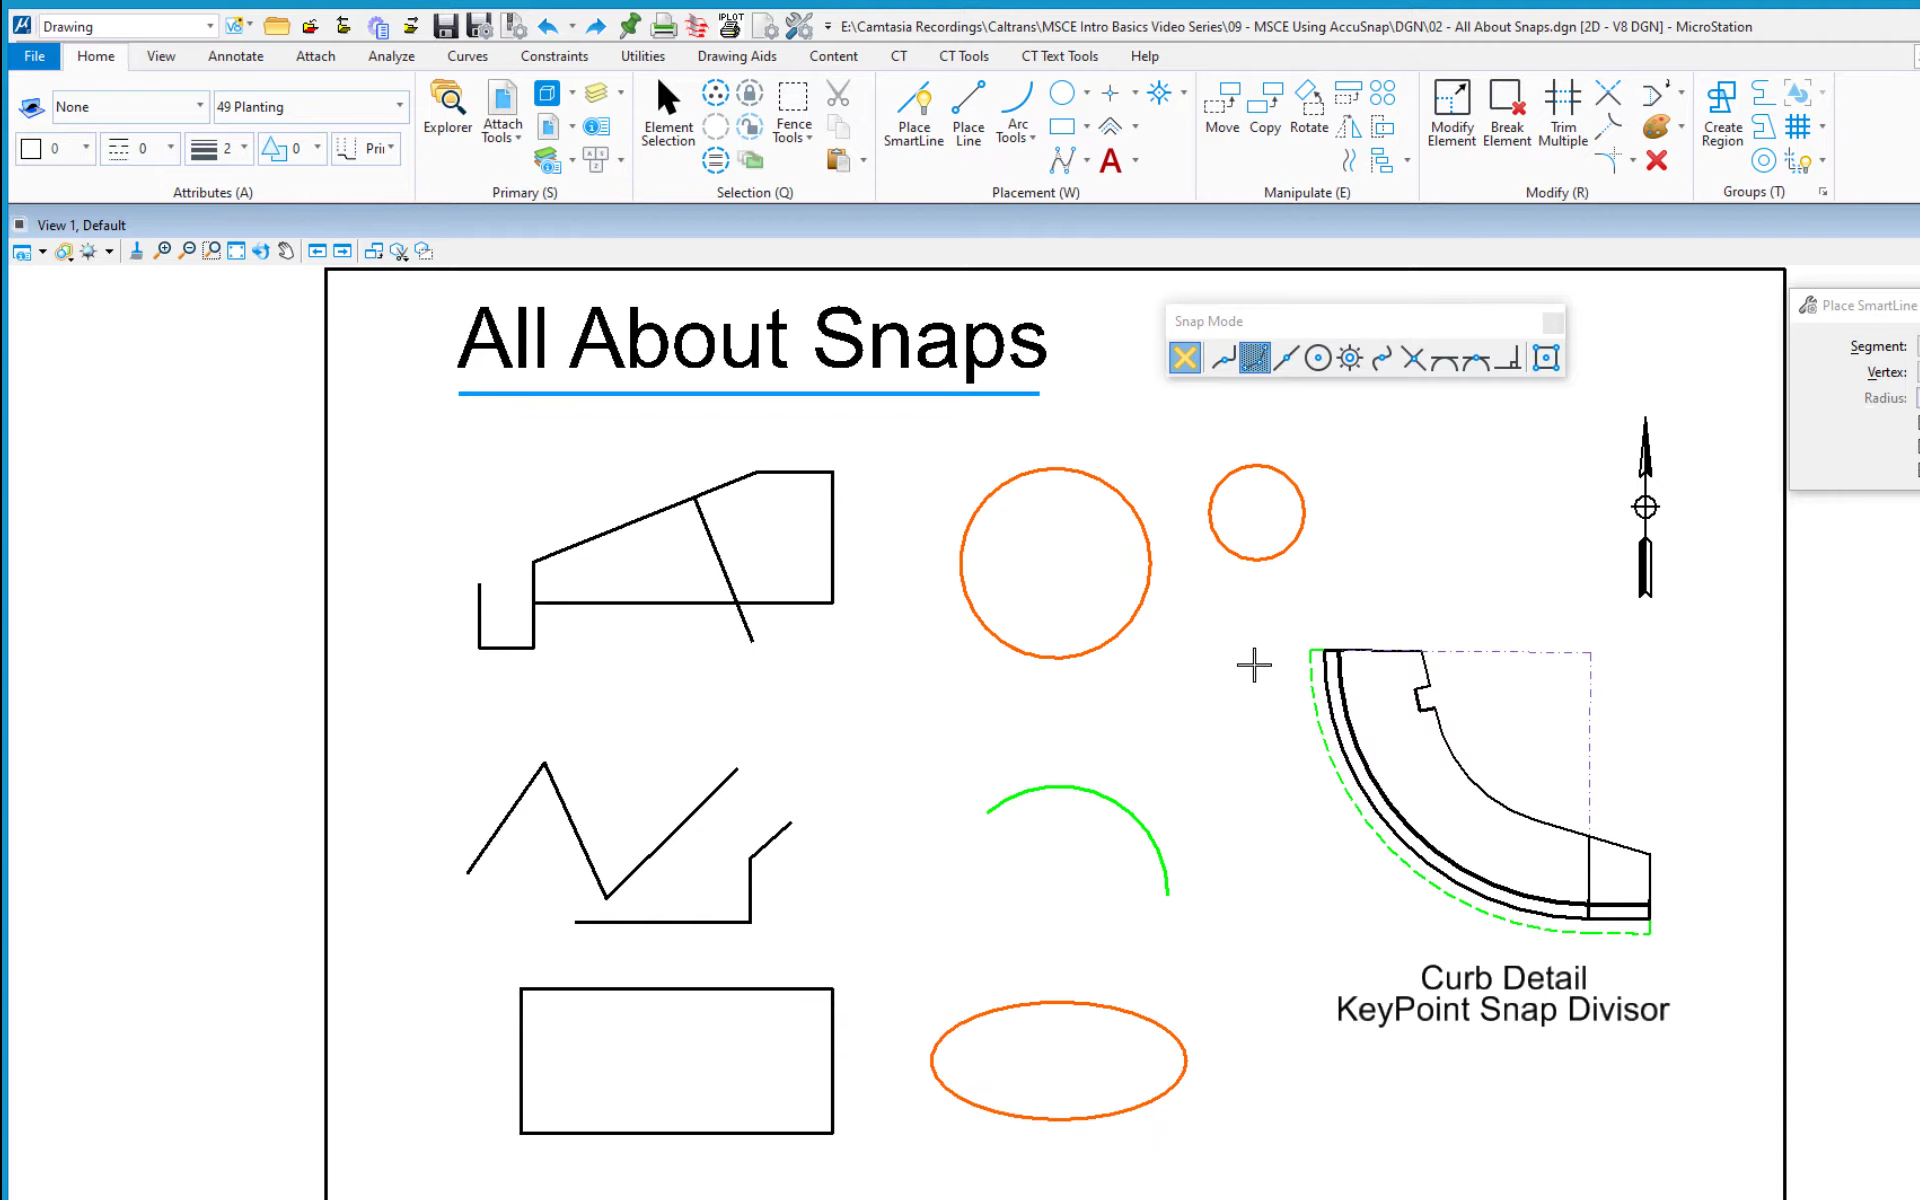 Drawing
E:\Camtasia Recordings\Caltrans\MSCE Intro Basics Video Series\09 - MSCE Using AccuSnap\DGN\02 - All About Snaps.dgn [2D - V8 DGN] - MicroStation
File Home View Annotate Attach Analyze Curves Constraints Utilities Drawing Aids Content CT CT Tools CT Text Tools Help
None 49 Planting
0 0 2 0 Pri
Explorer Attach Tools
Element Selection Fence Tools
Place SmartLine Place Line Arc Tools
Move Copy Rotate
Modify Element Break Element Trim Multiple
Create Region
Attributes (A) Primary (S) Selection (Q) Placement (W) Manipulate (E) Modify (R) Groups (T)
View 1, Default
All About Snaps
Snap Mode
Place SmartLine
Segment:
Vertex:
Radius:
Curb Detail
KeyPoint Snap Divisor